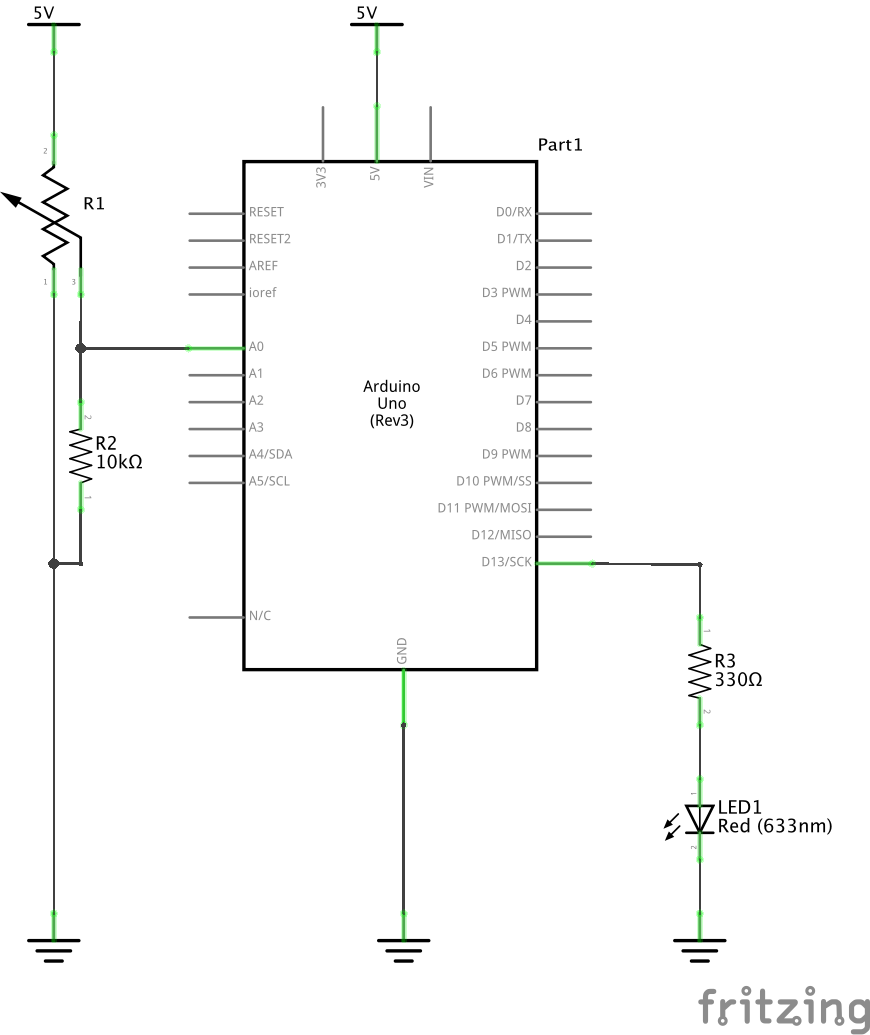 5V
5V
Part1
3V3
5V
VIN
2
R1
1
3
RESET
RESET2
AREF
ioref
A0
A1
A2
A3
A4/SDA
A5/SCL
N/C
Arduino
Uno
(Rev3)
D0/RX
D1/TX
D2
D3 PWM
D4
D5 PWM
D6 PWM
D7
D8
D9 PWM
D10 PWM/SS
D11 PWM/MOSI
D12/MISO
D13/SCK
GND
2
R2
10kΩ
1
1
R3
330Ω
2
1
LED1
Red (633nm)
2
fritzing